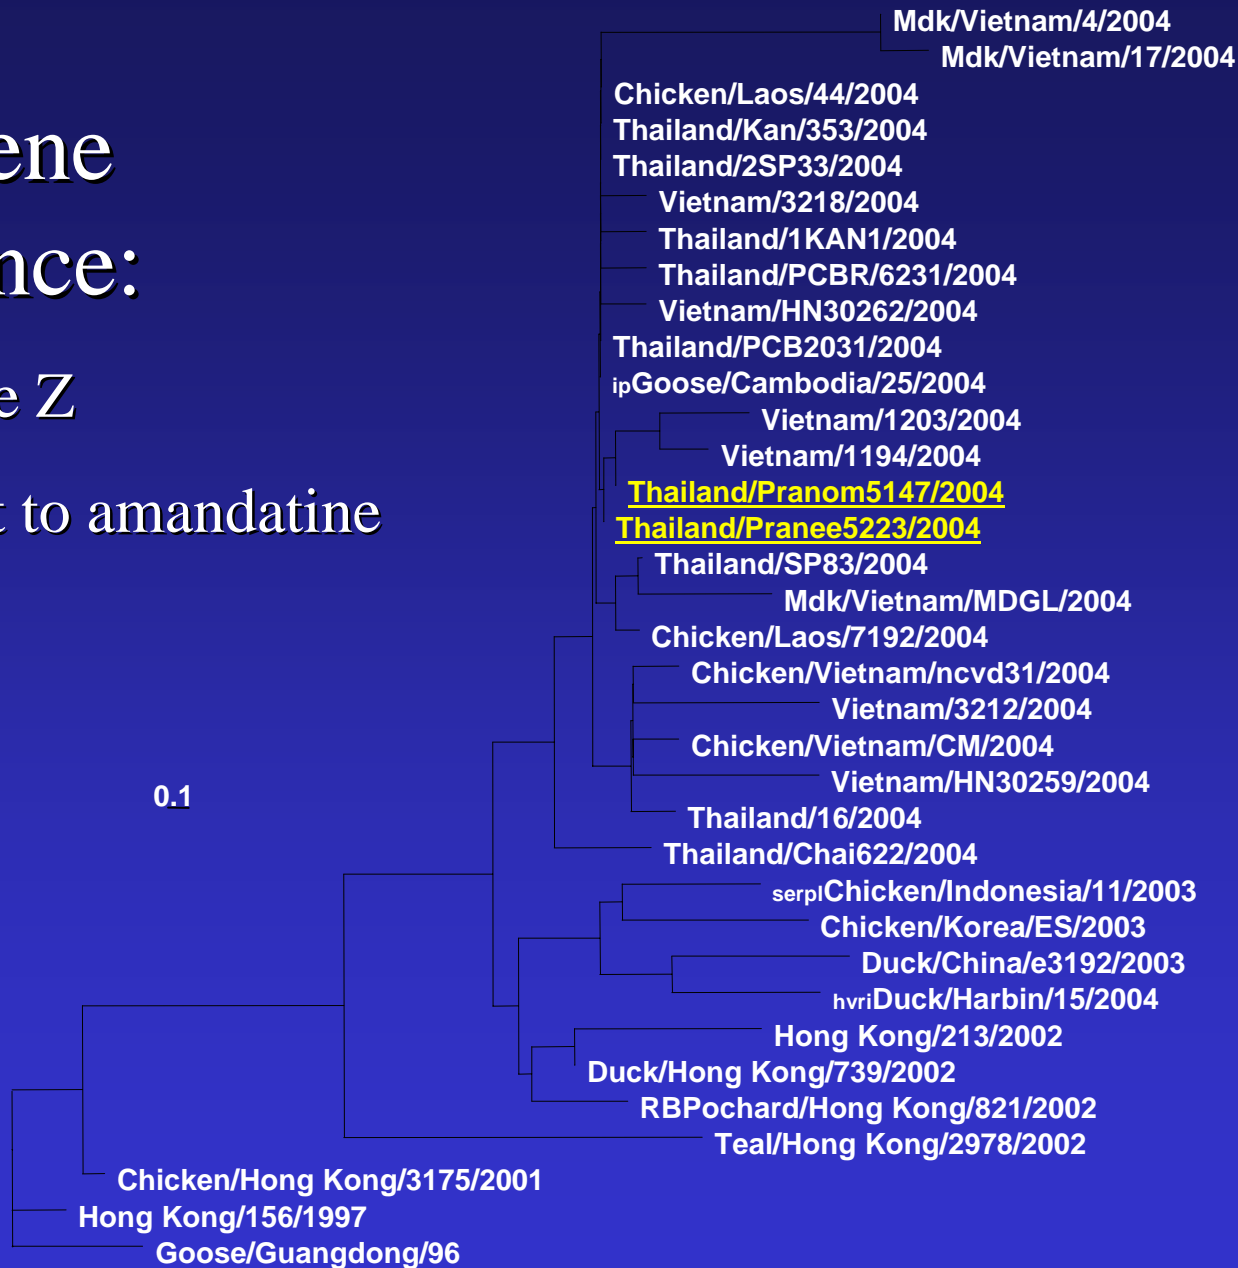 ene
nce:
e Z
t to amandatine
0.1
Mdk/Vietnam/4/2004
Mdk/Vietnam/17/2004
Chicken/Laos/44/2004
Thailand/Kan/353/2004
Thailand/2SP33/2004
Vietnam/3218/2004
Thailand/1KAN1/2004
Thailand/PCBR/6231/2004
Vietnam/HN30262/2004
Thailand/PCB2031/2004
ipGoose/Cambodia/25/2004
Vietnam/1203/2004
Vietnam/1194/2004
Thailand/Pranom5147/2004
Thailand/Pranee5223/2004
Thailand/SP83/2004
Mdk/Vietnam/MDGL/2004
Chicken/Laos/7192/2004
Chicken/Vietnam/ncvd31/2004
Vietnam/3212/2004
Chicken/Vietnam/CM/2004
Vietnam/HN30259/2004
Thailand/16/2004
Thailand/Chai622/2004
serplChicken/Indonesia/11/2003
Chicken/Korea/ES/2003
Duck/China/e3192/2003
hvriDuck/Harbin/15/2004
Hong Kong/213/2002
Duck/Hong Kong/739/2002
RBPochard/Hong Kong/821/2002
Teal/Hong Kong/2978/2002
Chicken/Hong Kong/3175/2001
Hong Kong/156/1997
Goose/Guangdong/96